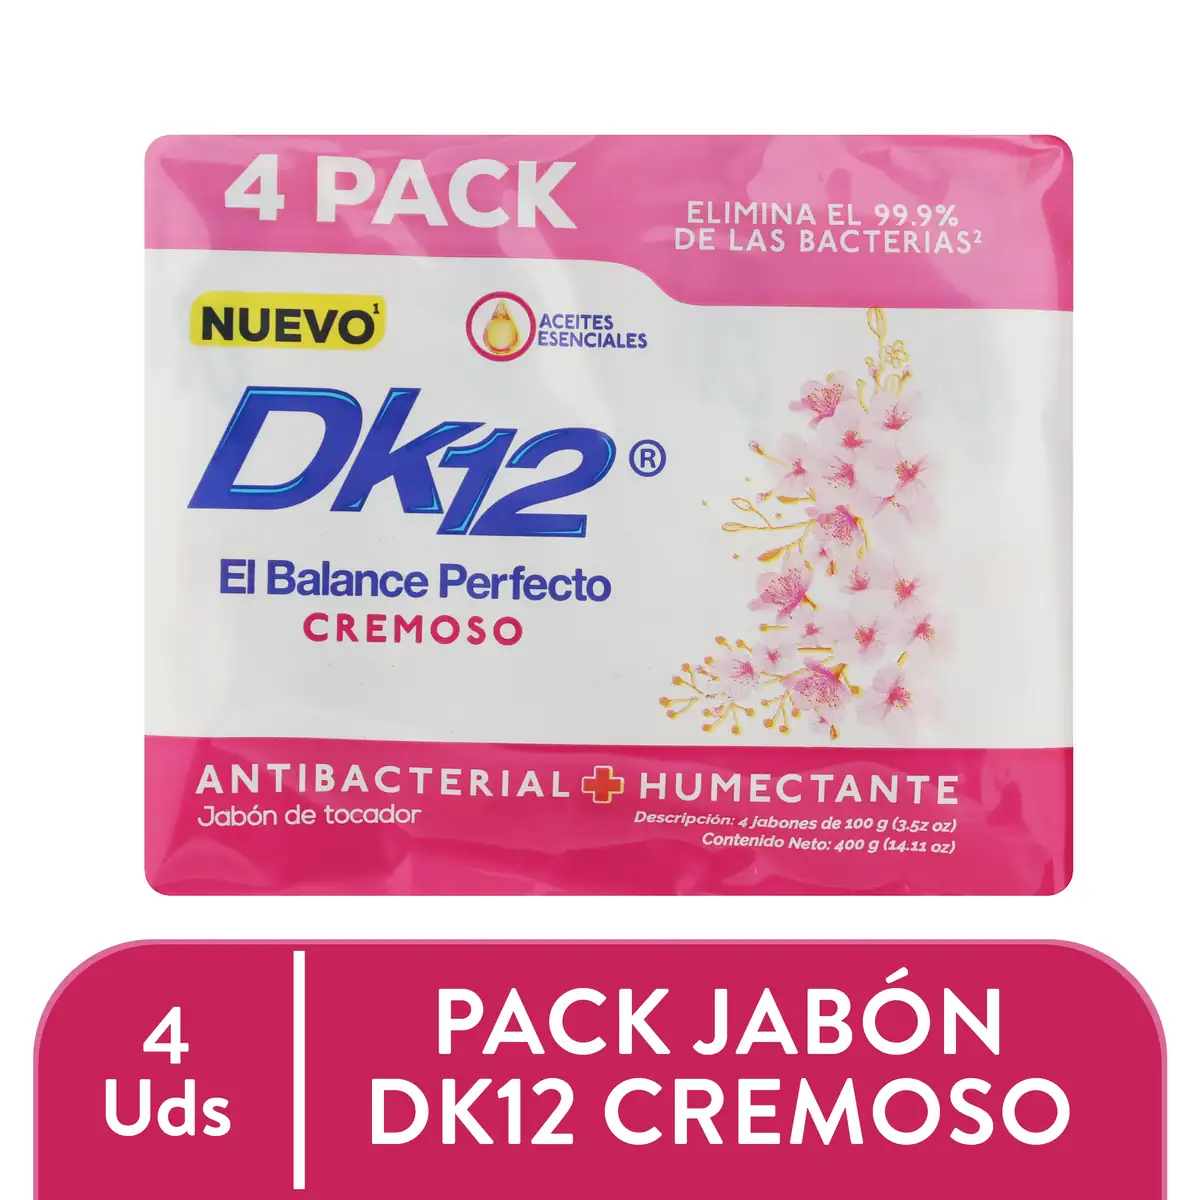 4 PACK
ELIMINA EL 99.9%
DE LAS BACTERIAS²
NUEVO¹
ACEITES
ESENCIALES
DK12®
El Balance Perfecto
CREMOSO
ANTIBACTERIAL + HUMECTANTE
Jabón de tocador
Descripción: 4 jabones de 100 g (3.52 oz)
Contenido Neto: 400 g (14.11 oz)
4
Uds
PACK JABÓN
DK12 CREMOSO